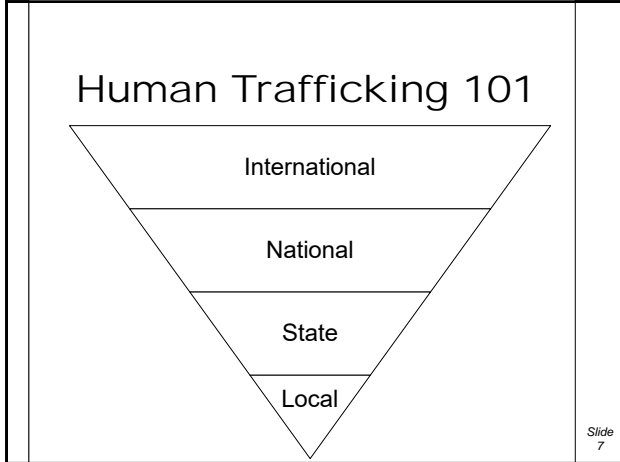 Human Trafficking 101
International
National
State
Local
Slide
7